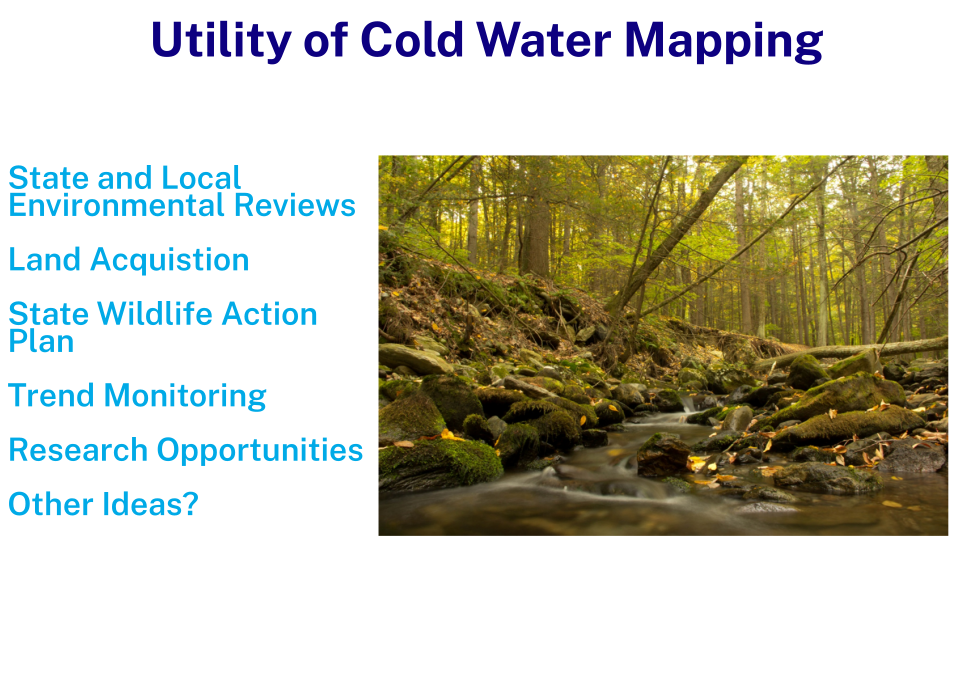 Utility of Cold Water Mapping
State and Local
Environmental Reviews
Land Acquistion
State Wildlife Action
Plan
Trend Monitoring
Research Opportunities
Other Ideas?